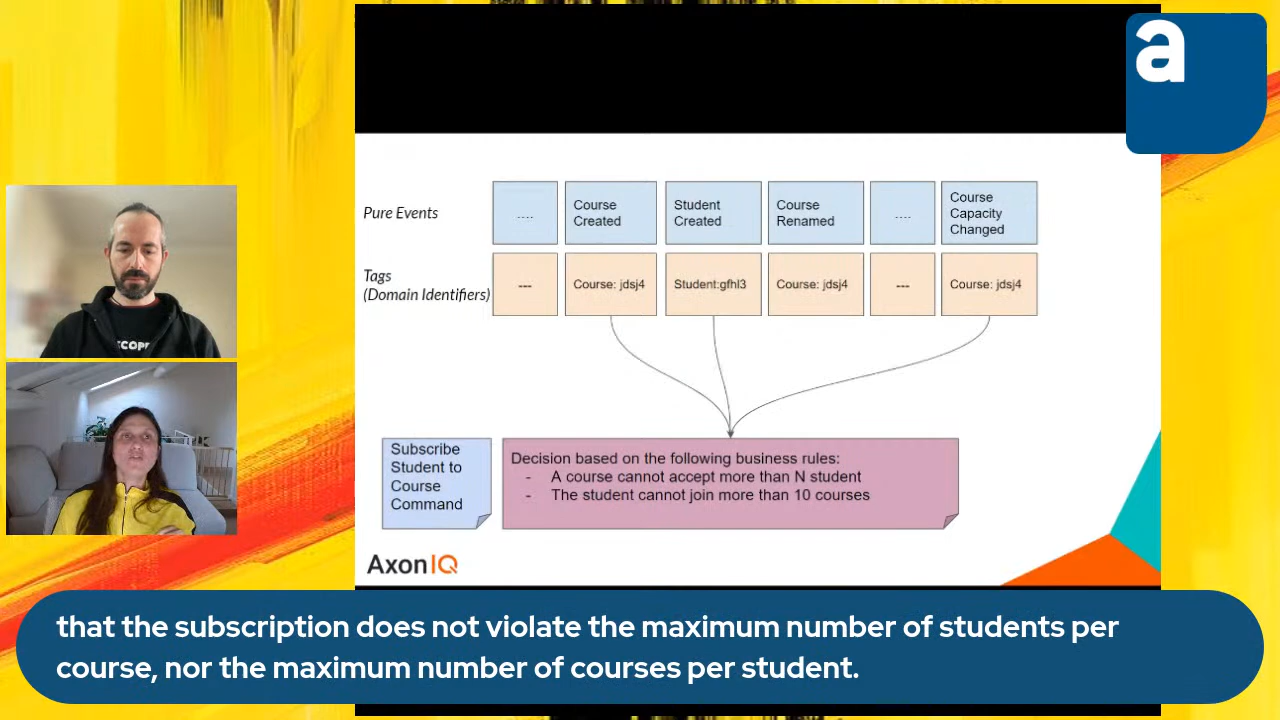 a
Pure Events
....
Course
Created
Student
Created
Course
Renamed
....
Course
Capacity
Changed
Tags
(Domain Identifiers)
---
Course: jdsj4
Student:gfhl3
Course: jdsj4
---
Course: jdsj4
Subscribe
Student to
Course
Command
Decision based on the following business rules:
- A course cannot accept more than N student
- The student cannot join more than 10 courses
AxonIQ
that the subscription does not violate the maximum number of students per
course, nor the maximum number of courses per student.